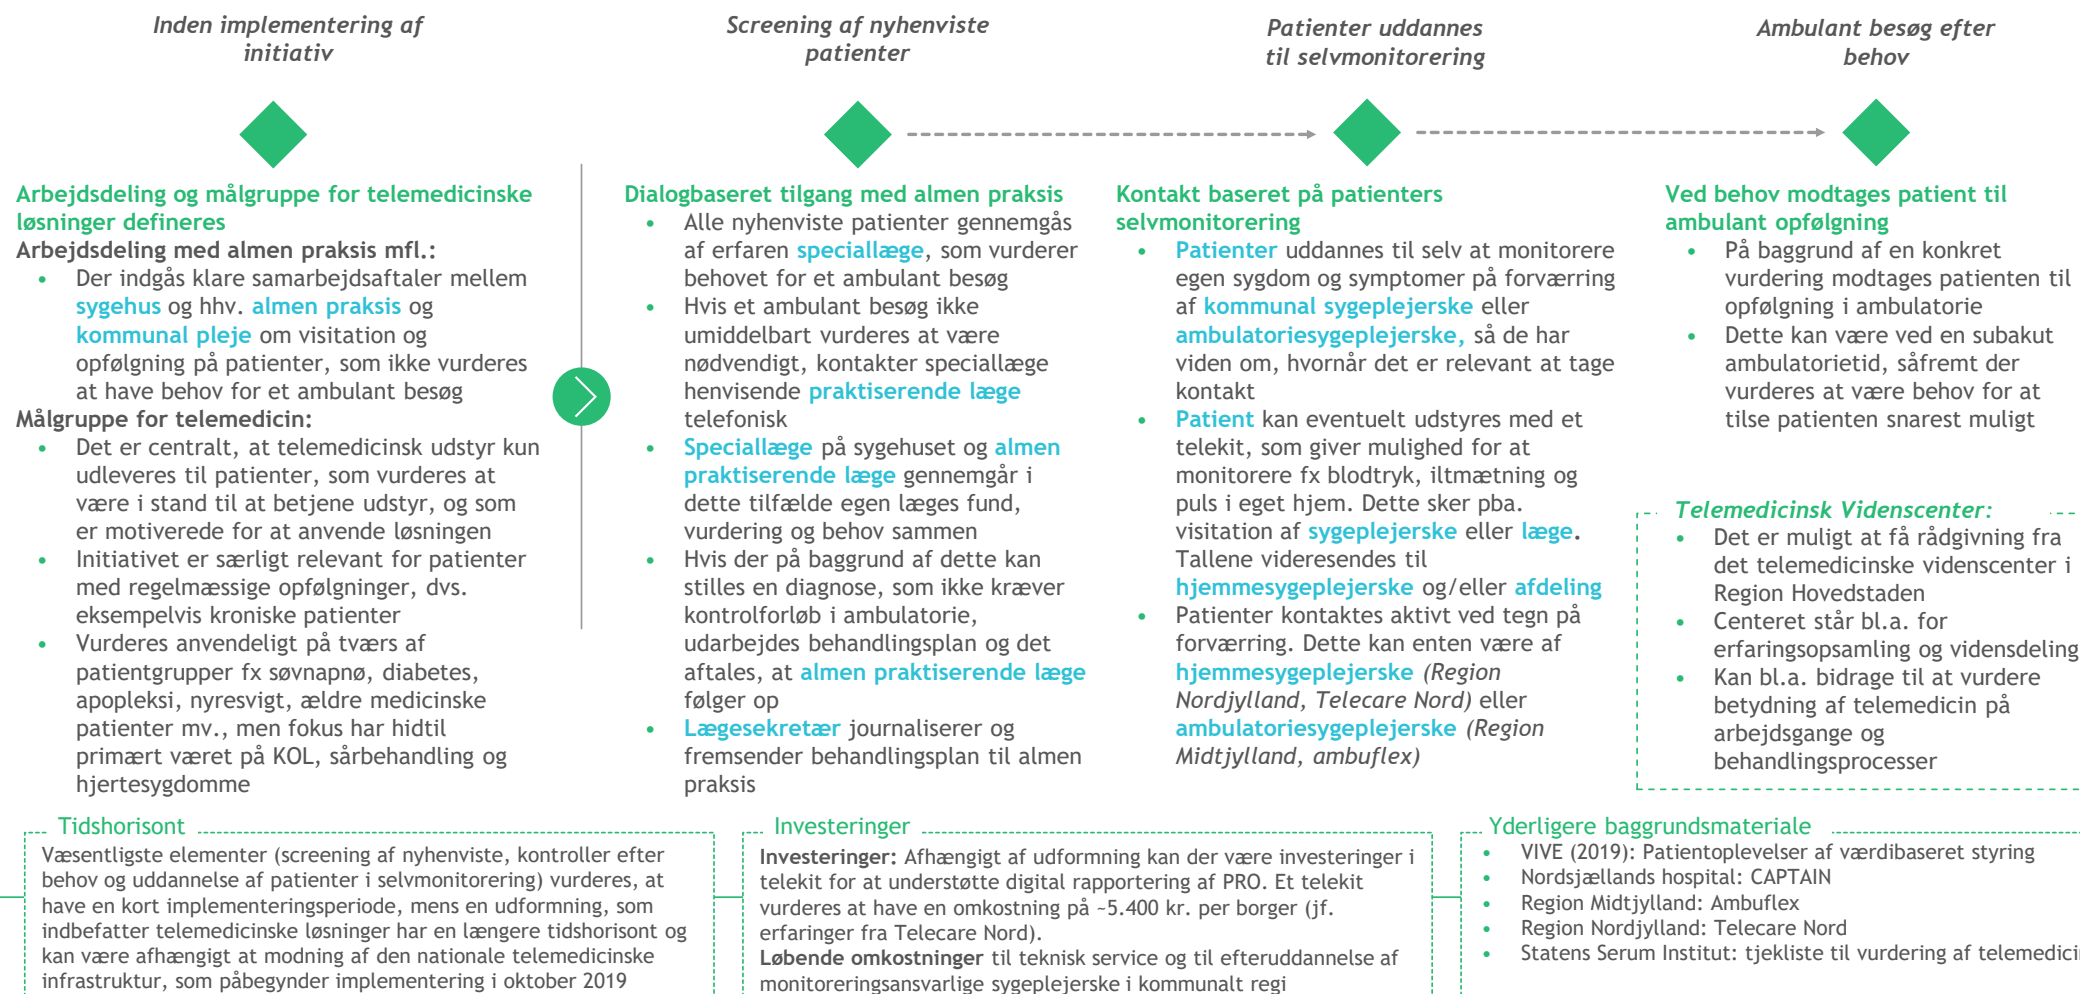 Inden implementering af
initiativ
Screening af nyhenviste
patienter
Patienter uddannes
til selvmonitorering
Ambulant besøg efter
behov
Arbejdsdeling og målgruppe for telemedicinske
løsninger defineres
Arbejdsdeling med almen praksis mfl.:
• Der indgås klare samarbejdsaftaler mellem
sygehus og hhv. almen praksis og
kommunal pleje om visitation og
opfølgning på patienter, som ikke vurderes
at have behov for et ambulant besøg
Målgruppe for telemedicin:
• Det er centralt, at telemedicinsk udstyr kun
udleveres til patienter, som vurderes at
være i stand til at betjene udstyr, og som
er motiverede for at anvende løsningen
• Initiativet er særligt relevant for patienter
med regelmæssige opfølgninger, dvs.
eksempelvis kroniske patienter
• Vurderes anvendeligt på tværs af
patientgrupper fx søvnapnø, diabetes,
apopleksi, nyresvigt, ældre medicinske
patienter mv., men fokus har hidtil
primært været på KOL, sårbehandling og
hjertesygdomme
Dialogbaseret tilgang med almen praksis
• Alle nyhenviste patienter gennemgås
af erfaren speciallæge, som vurderer
behovet for et ambulant besøg
• Hvis et ambulant besøg ikke
umiddelbart vurderes at være
nødvendigt, kontakter speciallæge
henvisende praktiserende læge
telefonisk
• Speciallæge på sygehuset og almen
praktiserende læge gennemgår i
dette tilfælde egen læges fund,
vurdering og behov sammen
• Hvis der på baggrund af dette kan
stilles en diagnose, som ikke kræver
kontrolforløb i ambulatorie,
udarbejdes behandlingsplan og det
aftales, at almen praktiserende læge
følger op
• Lægesekretær journaliserer og
fremsender behandlingsplan til almen
praksis
Kontakt baseret på patienters
selvmonitorering
• Patienter uddannes til selv at monitorere
egen sygdom og symptomer på forværring
af kommunal sygeplejerske eller
ambulatoriesygeplejerske, så de har
viden om, hvornår det er relevant at tage
kontakt
• Patient kan eventuelt udstyres med et
telekit, som giver mulighed for at
monitorere fx blodtryk, iltmætning og
puls i eget hjem. Dette sker pba.
visitation af sygeplejerske eller læge.
Tallene videresendes til
hjemmesygeplejerske og/eller afdeling
• Patienter kontaktes aktivt ved tegn på
forværring. Dette kan enten være af
hjemmesygeplejerske (Region
Nordjylland, Telecare Nord) eller
ambulatoriesygeplejerske (Region
Midtjylland, ambuflex)
Ved behov modtages patient til
ambulant opfølgning
• På baggrund af en konkret
vurdering modtages patienten til
opfølgning i ambulatorie
• Dette kan være ved en subakut
ambulatorietid, såfremt der
vurderes at være behov for at
tilse patienten snarest muligt
Telemedicinsk Videnscenter:
• Det er muligt at få rådgivning fra
det telemedicinske videnscenter i
Region Hovedstaden
• Centeret står bl.a. for
erfaringsopsamling og vidensdeling
• Kan bl.a. bidrage til at vurdere
betydning af telemedicin på
arbejdsgange og
behandlingsprocesser
Tidshorisont
Væsentligste elementer (screening af nyhenviste, kontroller efter
behov og uddannelse af patienter i selvmonitorering) vurderes, at
have en kort implementeringsperiode, mens en udformning, som
indbefatter telemedicinske løsninger har en længere tidshorisont og
kan være afhængigt at modning af den nationale telemedicinske
infrastruktur, som påbegynder implementering i oktober 2019
Investeringer
Investeringer: Afhængigt af udformning kan der være investeringer i
telekit for at understøtte digital rapportering af PRO. Et telekit
vurderes at have en omkostning på ~5.400 kr. per borger (jf.
erfaringer fra Telecare Nord).
Løbende omkostninger til teknisk service og til efteruddannelse af
monitoreringsansvarlige sygeplejerske i kommunalt regi
Yderligere baggrundsmateriale
• VIVE (2019): Patientoplevelser af værdibaseret styring
• Nordsjællands hospital: CAPTAIN
• Region Midtjylland: Ambuflex
• Region Nordjylland: Telecare Nord
• Statens Serum Institut: tjekliste til vurdering af telemedicin